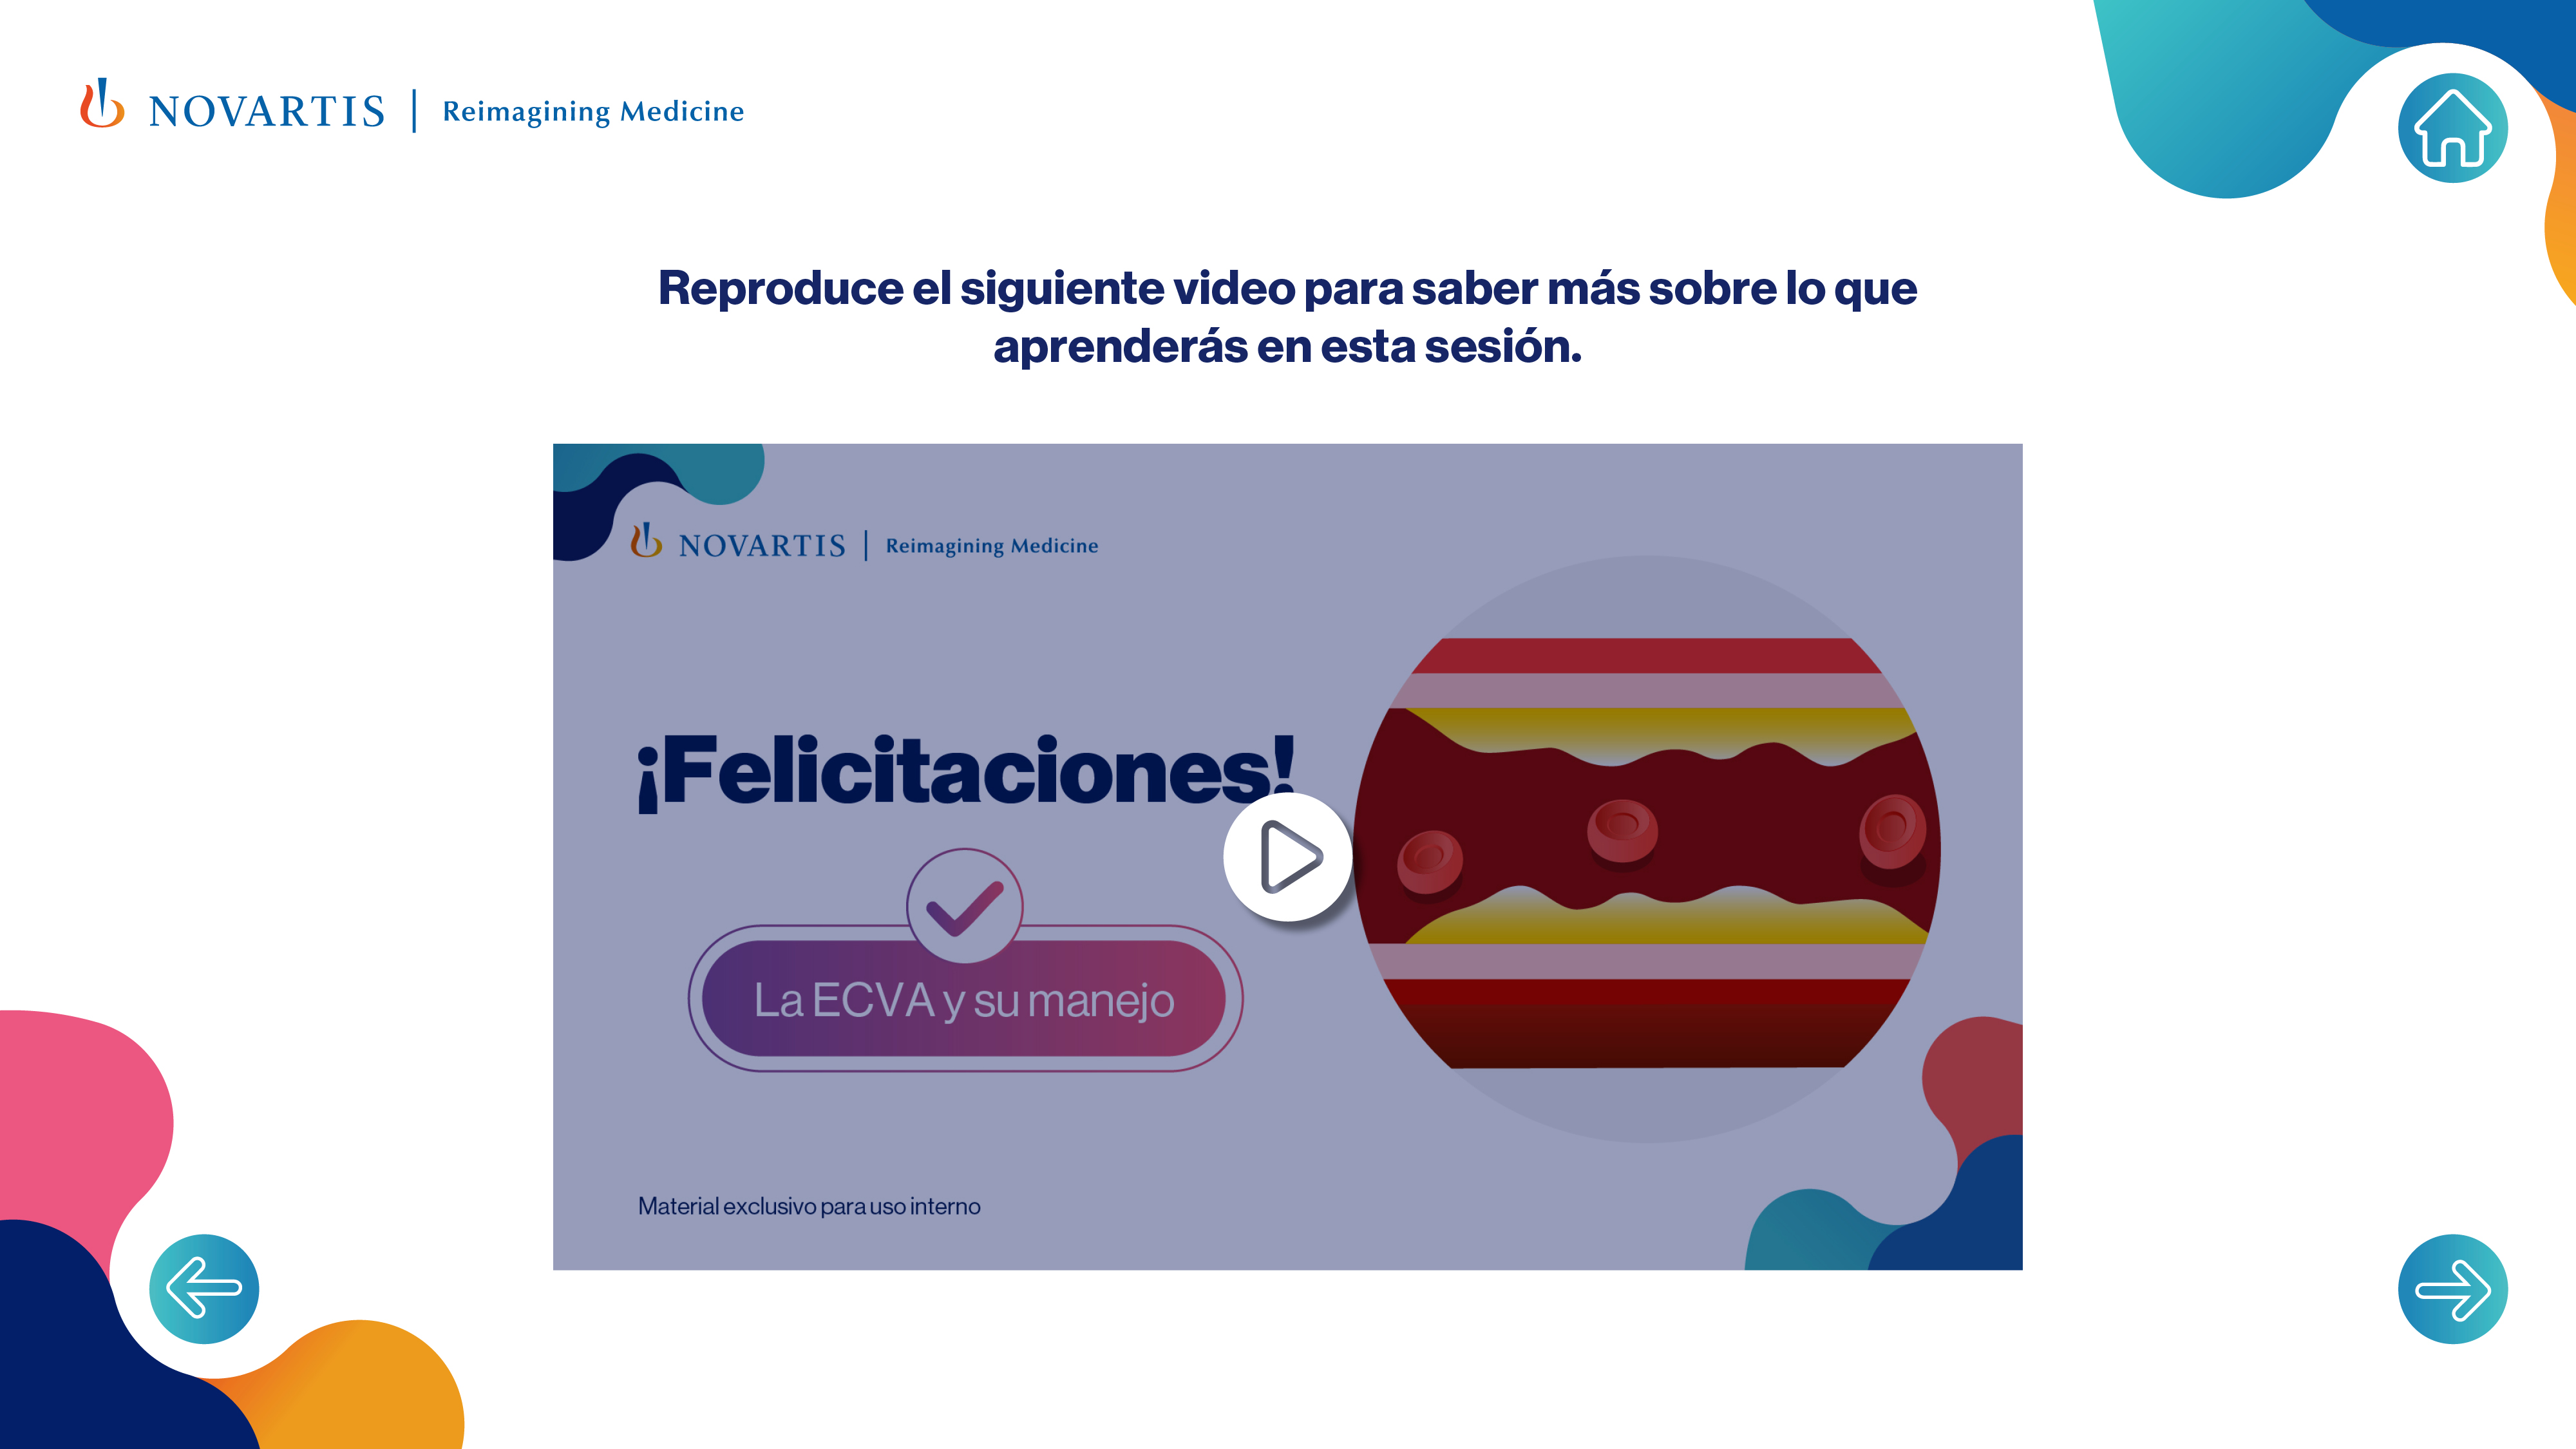 NOVARTIS | Reimagining Medicine
Reproduce el siguiente video para saber más sobre lo que
aprenderás en esta sesión.
NOVARTIS | Reimagining Medicine
¡Felicitaciones!
La ECVA y su manejo
Material exclusivo para uso interno